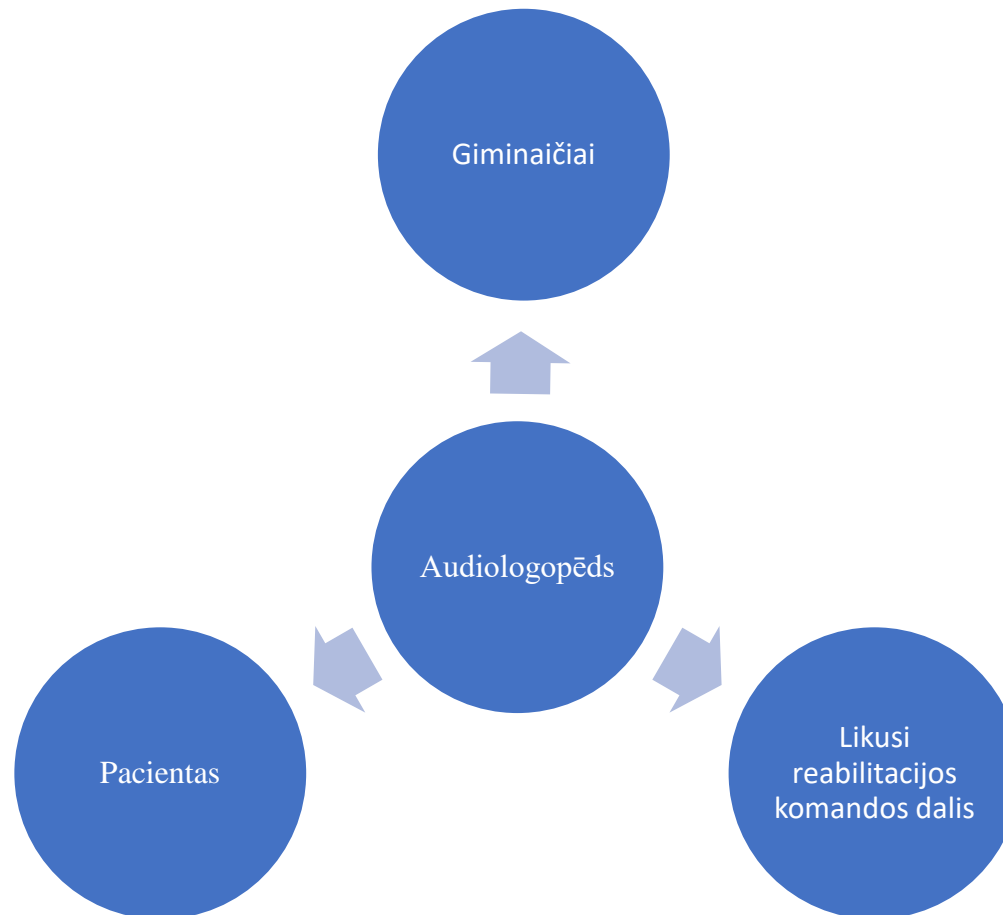 Giminaičiai
Audiologopēds
Pacientas
Likusi
reabilitacijos
komandos dalis